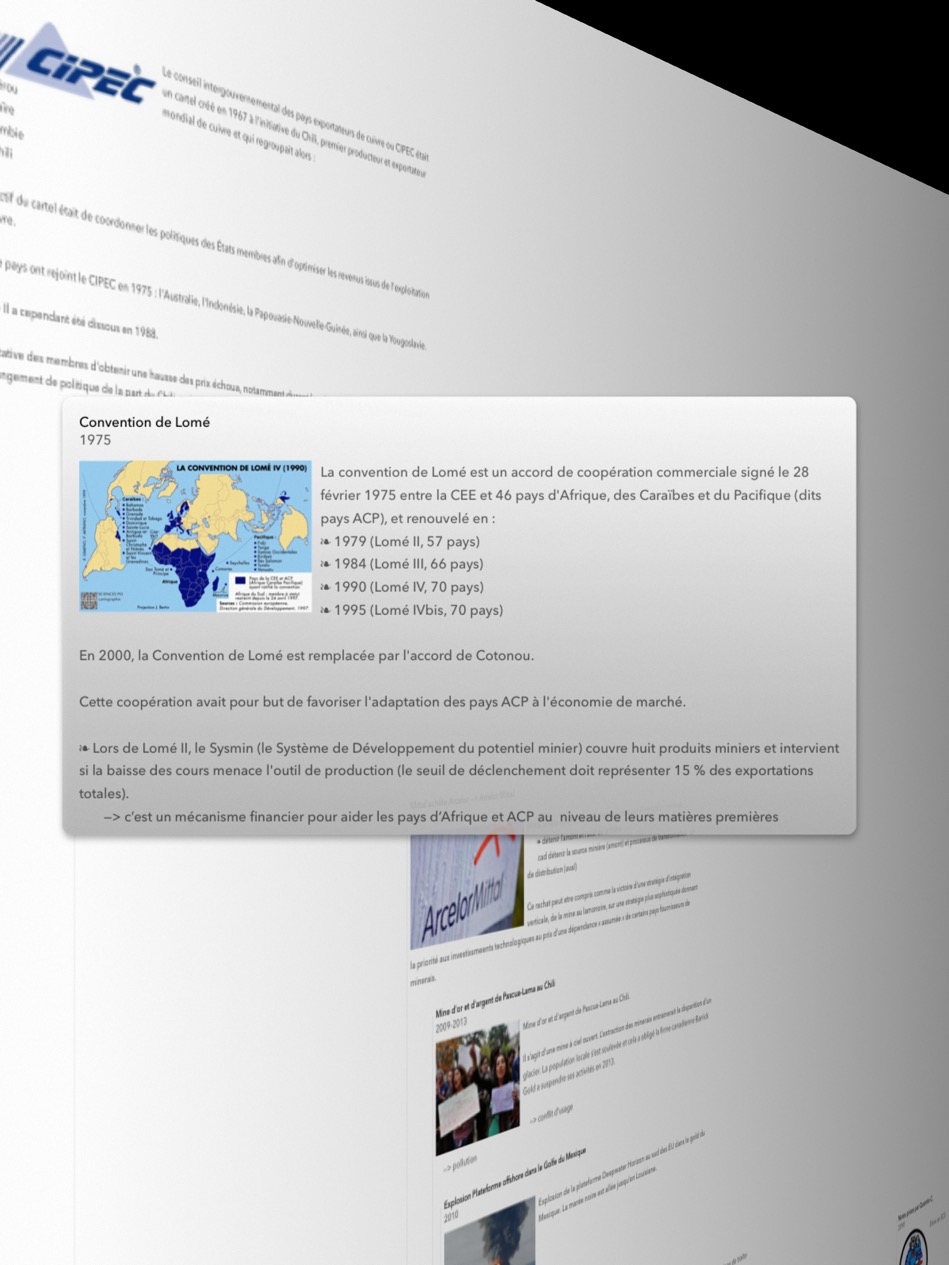 CIPEC
Le conseil intergouvernemental des pays exportateurs de cuivre ou CIPEC était
un cartel créé en 1967 à l'initiative du Chili, premier producteur et exportateur
mondial de cuivre et qui regroupait alors :
ctif du cartel était de coordonner les politiques des États membres afin d'optimiser les revenus issus de l'exploitation
pays ont rejoint le CIPEC en 1975 : l'Australie, l'Indonésie, la Papouasie-Nouvelle-Guinée, ainsi que la Yougoslavie.
Il a cependant été dissous en 1988.
tative des membres d'obtenir une hausse des prix échoua, notamment
ngement de politique de la part du
Convention de Lomé
1975
LA CONVENTION DE LOMÉ IV (1990)
Caraïbes :
Pacifique :
Afrique
Pays de la CEE et ACP
La convention de Lomé est un accord de coopération commerciale signé le 28
février 1975 entre la CEE et 46 pays d'Afrique, des Caraïbes et du Pacifique (dits
pays ACP), et renouvelé en :
❧ 1979 (Lomé II, 57 pays)
❧ 1984 (Lomé III, 66 pays)
❧ 1990 (Lomé IV, 70 pays)
❧ 1995 (Lomé IVbis, 70 pays)
En 2000, la Convention de Lomé est remplacée par l'accord de Cotonou.
Cette coopération avait pour but de favoriser l'adaptation des pays ACP à l'économie de marché.
❧ Lors de Lomé II, le Sysmin (le Système de Développement du potentiel minier) couvre huit produits miniers et intervient
si la baisse des cours menace l'outil de production (le seuil de déclenchement doit représenter 15 % des exportations
totales).
–> c'est un mécanisme financier pour aider les pays d'Afrique et ACP au niveau de leurs matières premières
cad détenir la source minière (amont) et processus de
de distribution (aval)
ArcelorMittal
Ce rachat peut être compris comme la victoire d'une stratégie d'intégration
verticale, de la mine au laminoire, sur une stratégie plus sophistiquée donnant
la priorité aux investissements technologiques au prix d'une dépendance « assumée » de certains pays fournisseurs de
minerais.
Mine d'or et d'argent de Pascua-Lama au Chili
2009-2013
Mine d'or et d'argent de Pascua-Lama au Chili.
Il s'agit d'une mine à ciel ouvert. L'extraction des minerais entrainerait la disparition d'un
glacier. La population locale s'est soulevée et cela a obligé la firme canadienne Barick
Gold a suspendre ses activités en 2013.
–> conflit d'usage
–> pollution
Explosion Plateforme offshore dans le Golfe du Mexique
2010
Explosion de la plateforme Deepwater Horizon au sud des EU dans le gold du
Mexique. La marée noire est allée jusqu'en Louisiane.